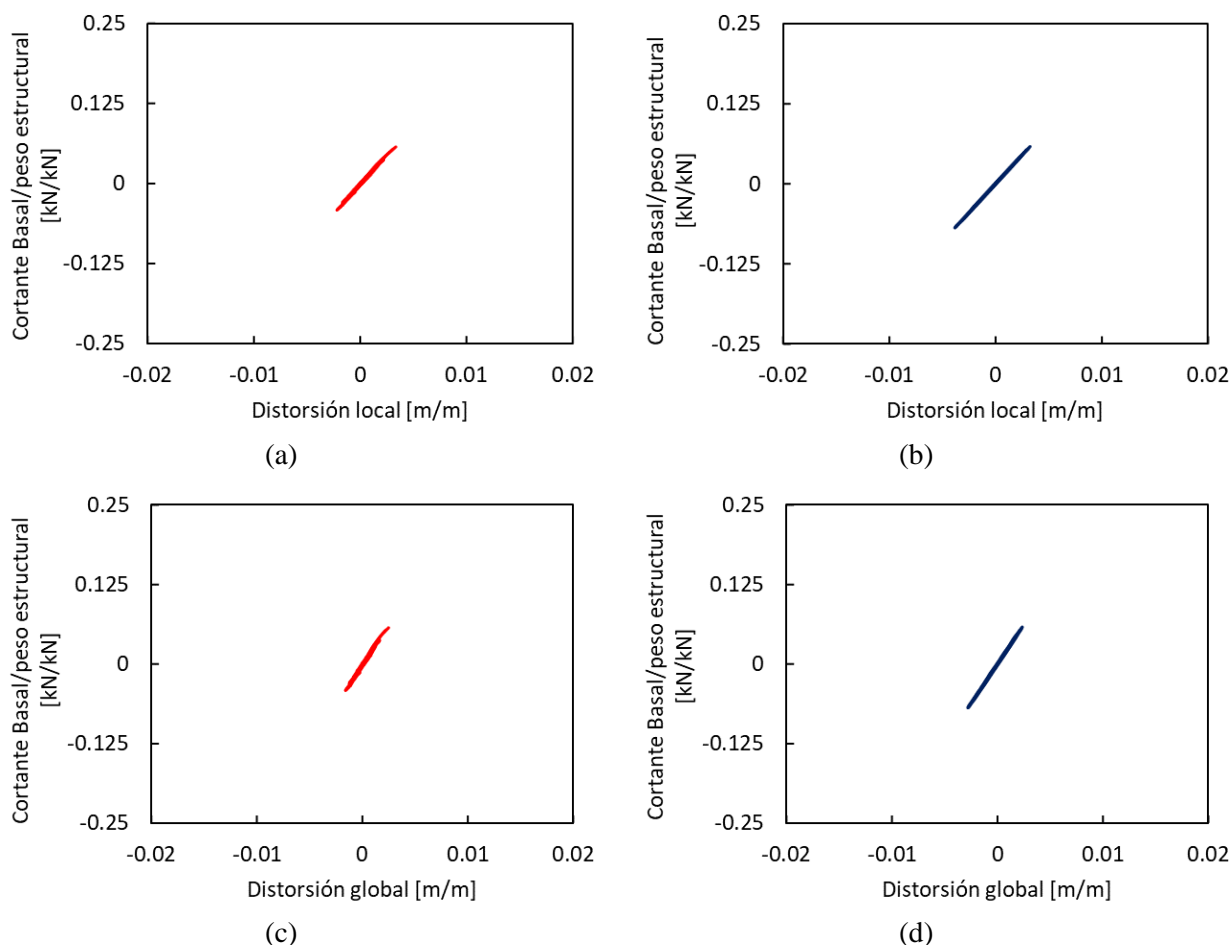 Cortante Basal/peso estructural
[kN/kN]
0.25
0.125
0
-0.125
-0.25
-0.02
-0.01
0
0.01
0.02
Distorsión local [m/m]
(a)
Cortante Basal/peso estructural
[kN/kN]
0.25
0.125
0
-0.125
-0.25
-0.02
-0.01
0
0.01
0.02
Distorsión local [m/m]
(b)
Cortante Basal/peso estructural
[kN/kN]
0.25
0.125
0
-0.125
-0.25
-0.02
-0.01
0
0.01
0.02
Distorsión global [m/m]
(c)
Cortante Basal/peso estructural
[kN/kN]
0.25
0.125
0
-0.125
-0.25
-0.02
-0.01
0
0.01
0.02
Distorsión global [m/m]
(d)